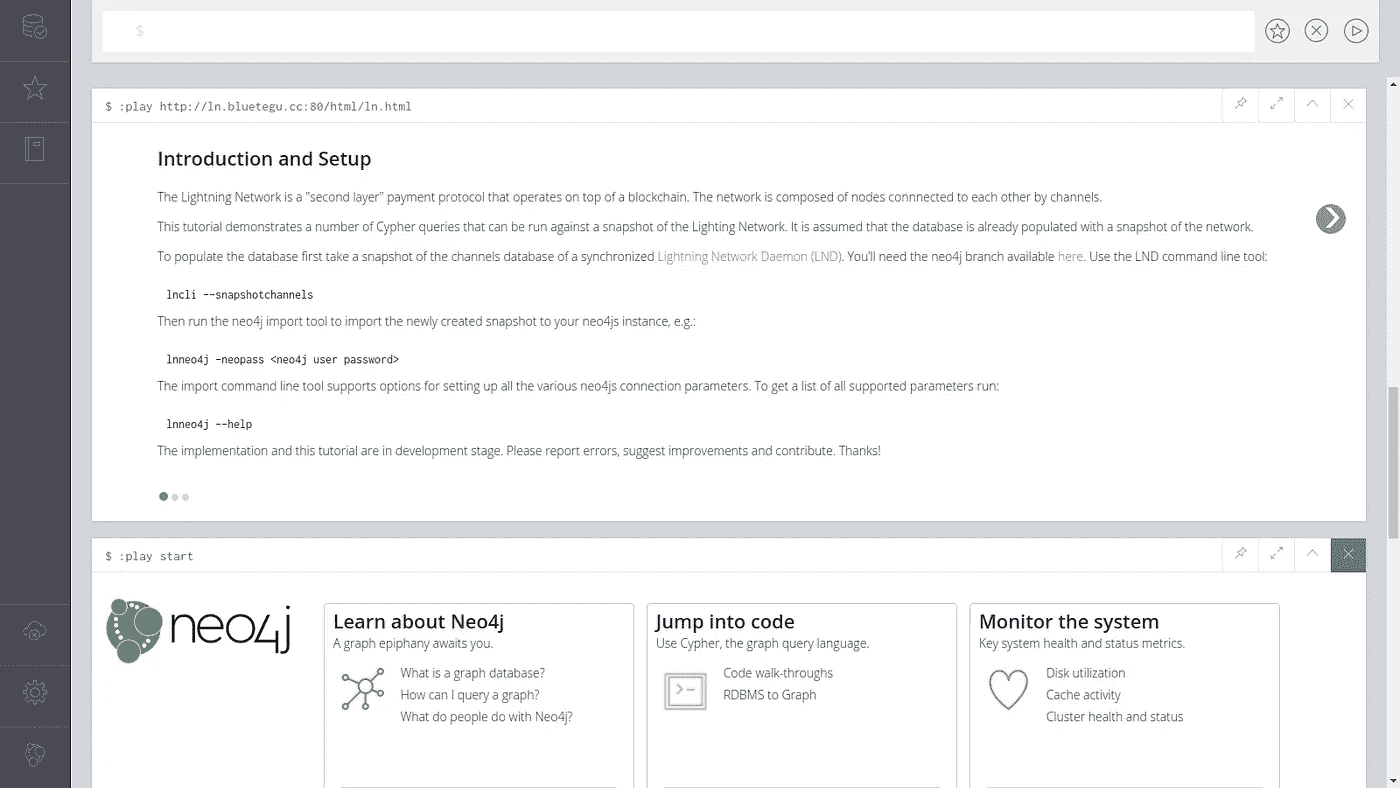 $
$ :play http://ln.bluetegu.cc:80/html/ln.html
Introduction and Setup
The Lightning Network is a "second layer" payment protocol that operates on top of a blockchain. The network is composed of nodes connnected to each other by channels.
This tutorial demonstrates a number of Cypher queries that can be run against a snapshot of the Lighting Network. It is assumed that the database is already populated with a snapshot of the network.
To populate the database first take a snapshot of the channels database of a synchronized Lightning Network Daemon (LND). You'll need the neo4j branch available here. Use the LND command line tool:
lncli --snapshotchannels
Then run the neo4j import tool to import the newly created snapshot to your neo4js instance, e.g.:
lnneo4j -neopass <neo4j user password>
The import command line tool supports options for setting up all the various neo4js connection parameters. To get a list of all supported parameters run:
lnneo4j --help
The implementation and this tutorial are in development stage. Please report errors, suggest improvements and contribute. Thanks!
$ :play start
neo4j
Learn about Neo4j
A graph epiphany awaits you.
What is a graph database?
How can I query a graph?
What do people do with Neo4j?
Jump into code
Use Cypher, the graph query language.
Code walk-throughs
RDBMS to Graph
Monitor the system
Key system health and status metrics.
Disk utilization
Cache activity
Cluster health and status